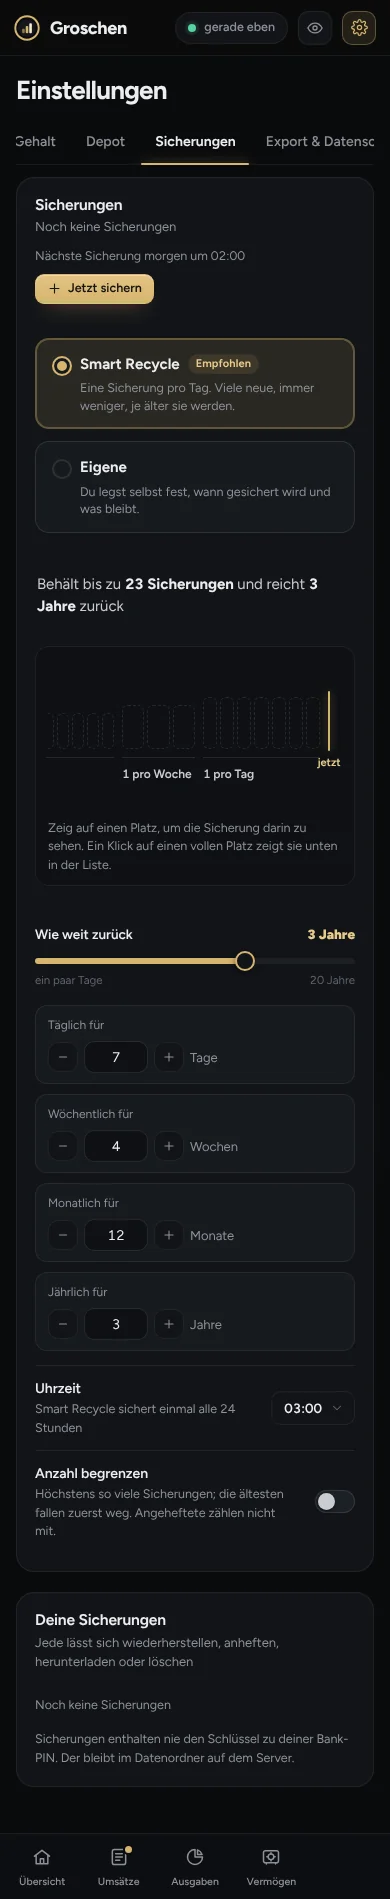 Groschen
gerade eben
Einstellungen
Gehalt Depot Sicherungen Export & Datensc
Sicherungen
Noch keine Sicherungen
Nächste Sicherung morgen um 02:00
+ Jetzt sichern
Smart Recycle Empfohlen
Eine Sicherung pro Tag. Viele neue, immer
weniger, je älter sie werden.
Eigene
Du legst selbst fest, wann gesichert wird und
was bleibt.
Behält bis zu 23 Sicherungen und reicht 3
Jahre zurück
jetzt
1 pro Woche 1 pro Tag
Zeig auf einen Platz, um die Sicherung darin zu
sehen. Ein Klick auf einen vollen Platz zeigt sie unten
in der Liste.
Wie weit zurück 3 Jahre
ein paar Tage 20 Jahre
Täglich für
− 7 + Tage
Wöchentlich für
− 4 + Wochen
Monatlich für
− 12 + Monate
Jährlich für
− 3 + Jahre
Uhrzeit
Smart Recycle sichert einmal alle 24
Stunden
03:00
Anzahl begrenzen
Höchstens so viele Sicherungen; die ältesten
fallen zuerst weg. Angeheftete zählen nicht
mit.
Deine Sicherungen
Jede lässt sich wiederherstellen, anheften,
herunterladen oder löschen
Noch keine Sicherungen
Sicherungen enthalten nie den Schlüssel zu deiner Bank-
PIN. Der bleibt im Datenordner auf dem Server.
Übersicht Umsätze Ausgaben Vermögen